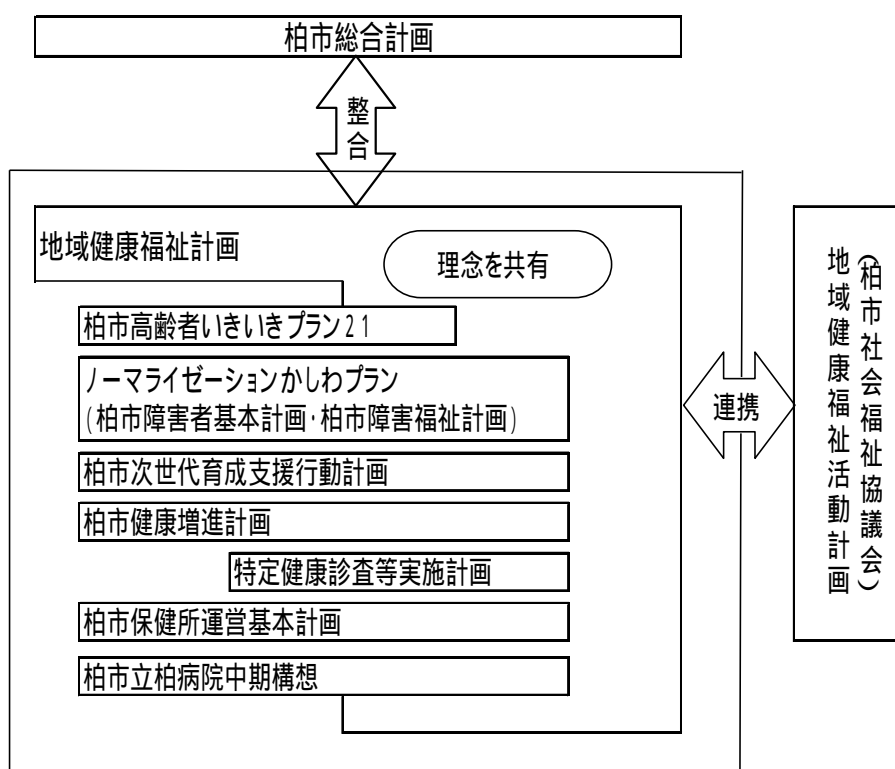 柏市総合計画
整合
地域健康福祉計画
理念を共有
柏市高齢者いきいきプラン21
ノーマライゼーションかしわプラン
(柏市障害者基本計画・柏市障害福祉計画)
柏市次世代育成支援行動計画
柏市健康増進計画
特定健康診査等実施計画
柏市保健所運営基本計画
柏市立柏病院中期構想
連携
(柏市社会福祉協議会)
地域健康福祉活動計画